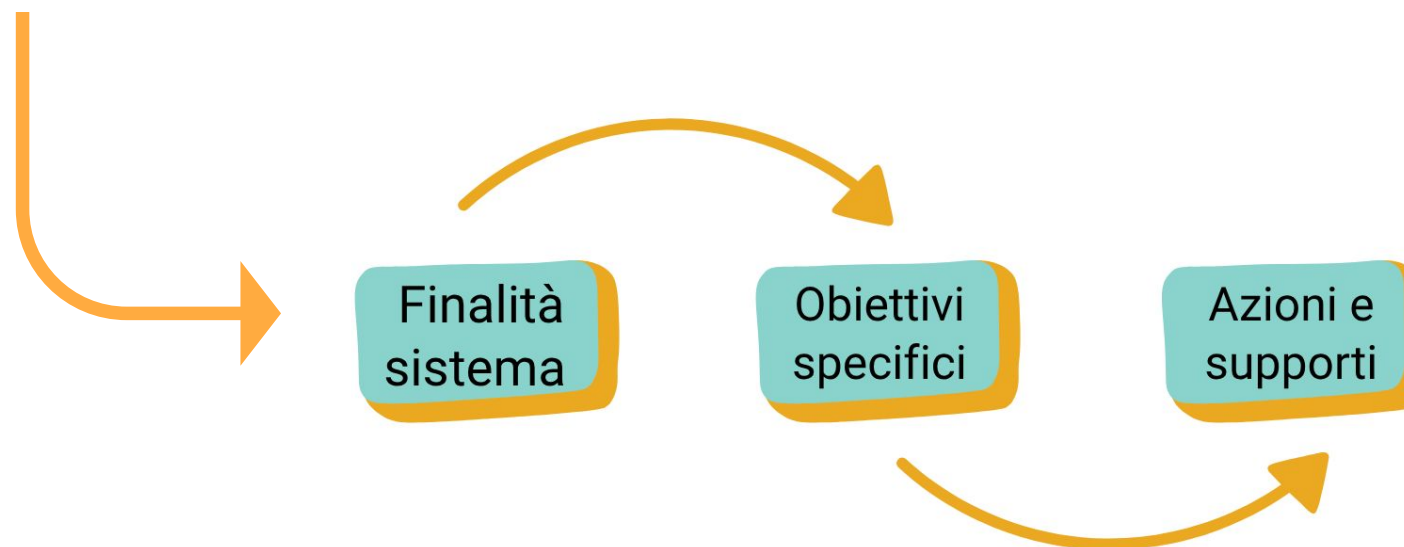 Finalità
sistema
Obiettivi
specifici
Azioni e
supporti